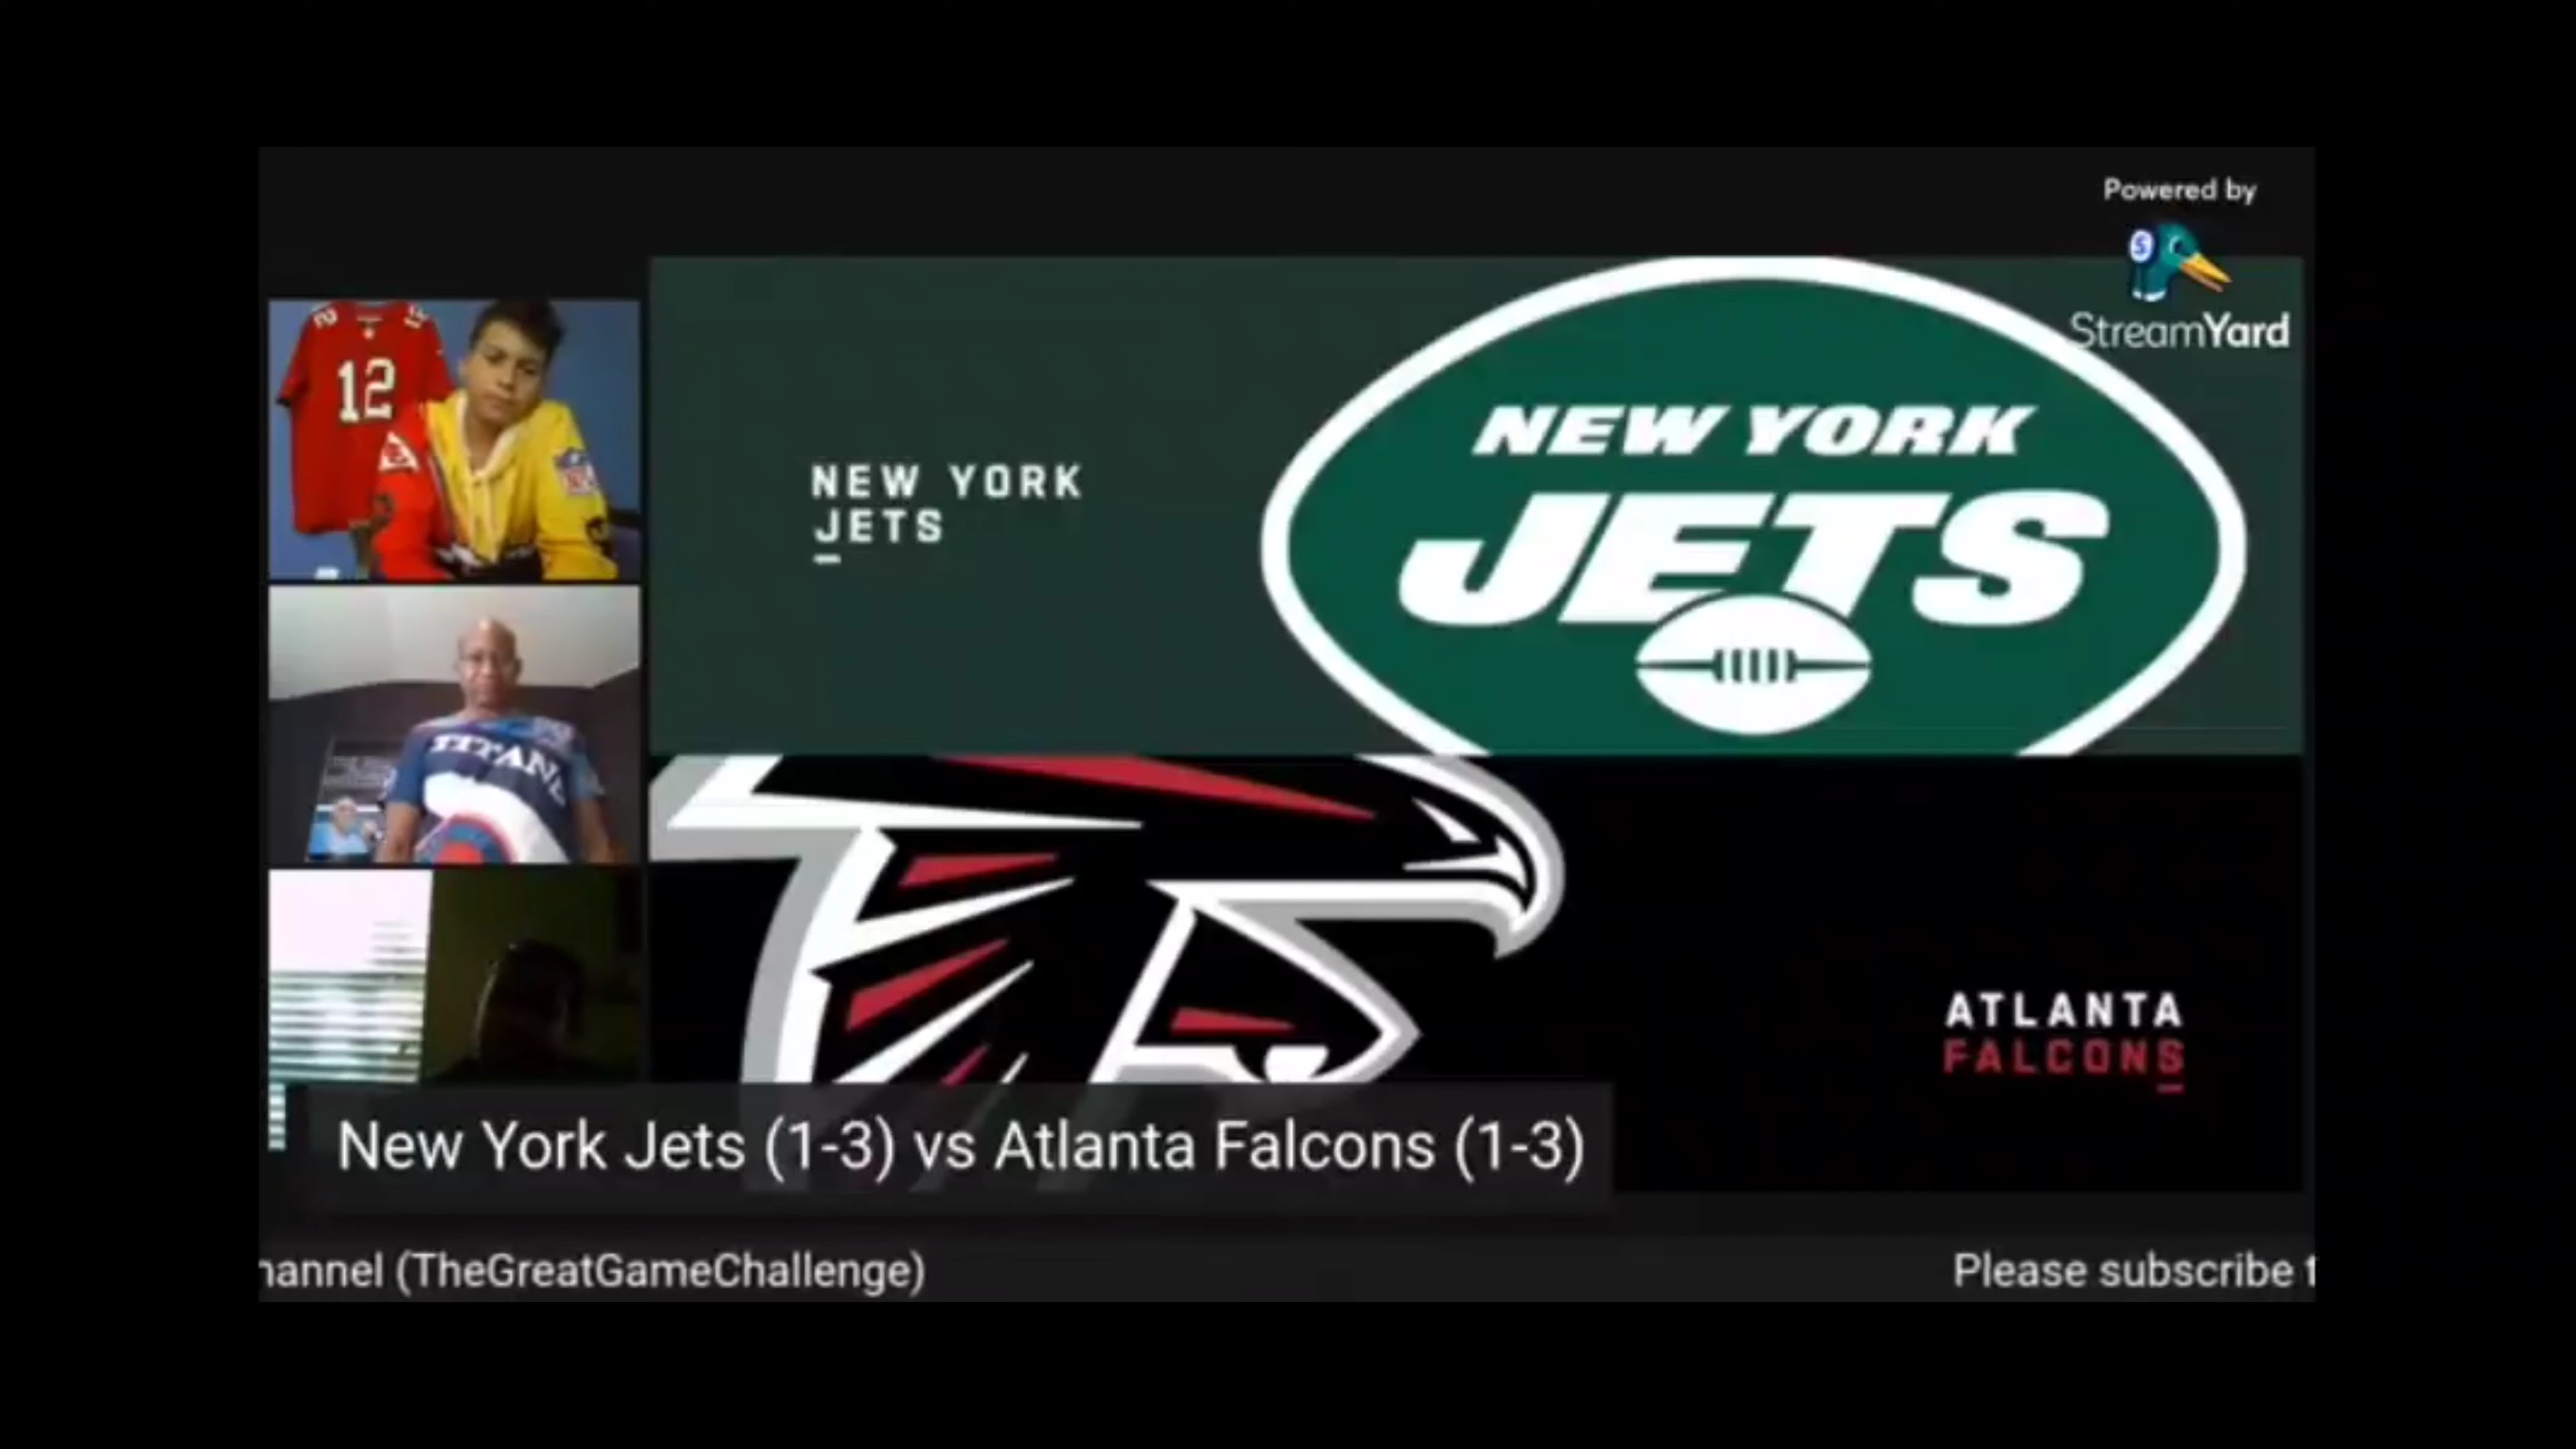 Powered by
StreamYard
12
TITANS
NEW YORK
JETS
NEW YORK
JETS
ATLANTA
FALCONS
New York Jets (1-3) vs Atlanta Falcons (1-3)
hannel (TheGreatGameChallenge)
Please subscribe f